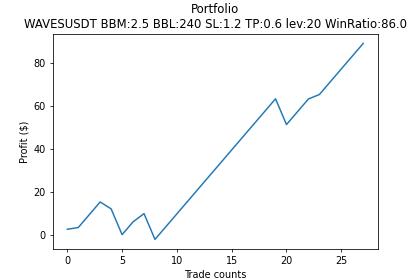 Portfolio
WAVESUSDT BBM:2.5 BBL:240 SL:1.2 TP:0.6 lev:20 WinRatio:86.0
80
60
40
20
0
Profit ($)
0 5 10 15 20 25
Trade counts